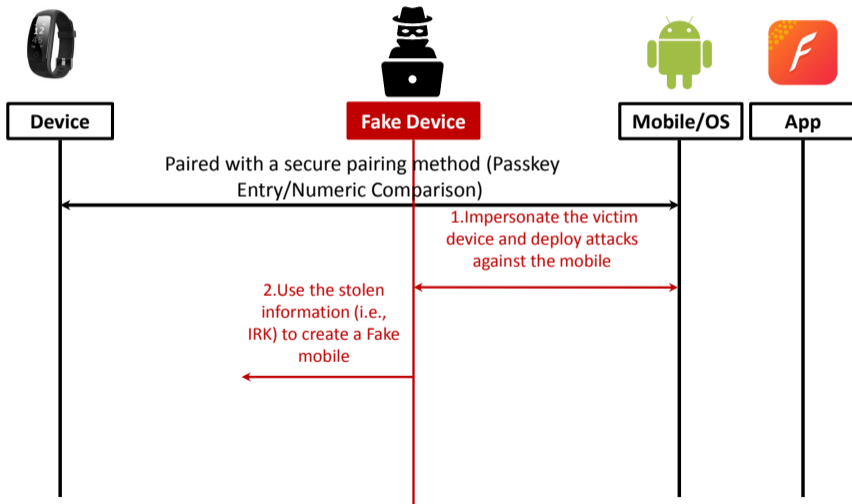 Device
Fake Device
Mobile/OS
App
Paired with a secure pairing method (Passkey
Entry/Numeric Comparison)
1.Impersonate the victim
device and deploy attacks
against the mobile
2.Use the stolen
information (i.e.,
IRK) to create a Fake
mobile
F